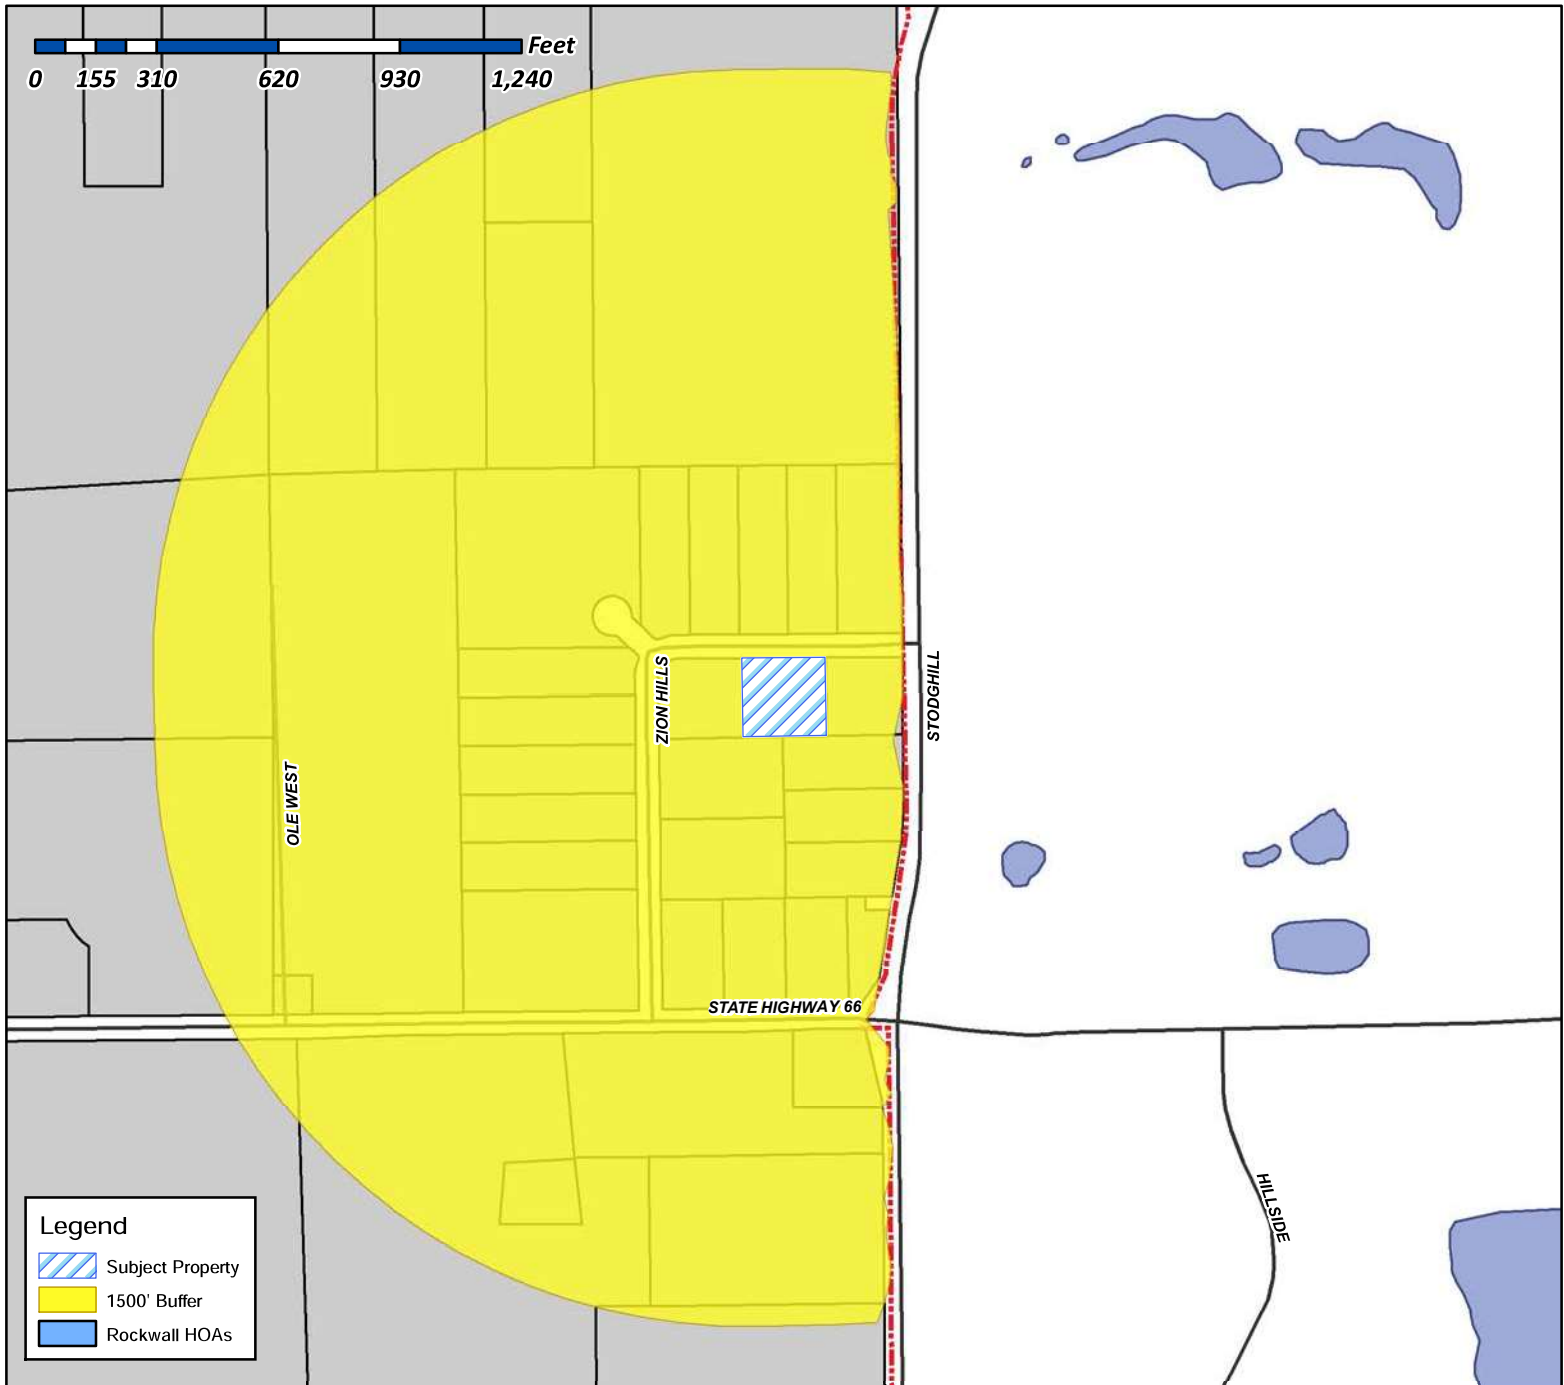 Feet
0 155 310 620 930 1,240
ZION HILLS
STODGHILL
OLE WEST
STATE HIGHWAY 66
HILLSIDE
Legend
Subject Property
1500' Buffer
Rockwall HOAs